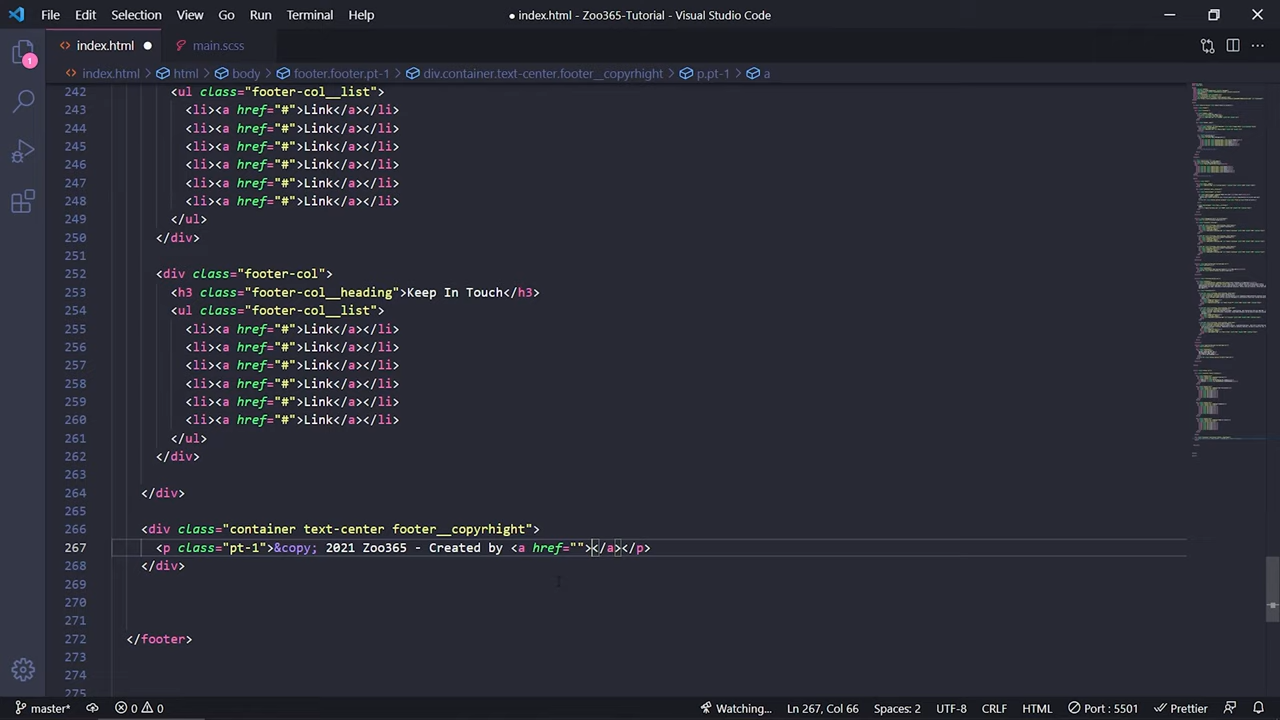 File Edit Selection View Go Run Terminal Help ● index.html - Zoo365-Tutorial - Visual Studio Code
index.html ● main.scss
index.html > html > body > footer.footer.pt-1 > div.container.text-center.footer__copyrhight > p.pt-1 > a
1
242 <ul class="footer-col__list">
243 <li><a href="#">Link</a></li>
244 <li><a href="#">Link</a></li>
245 <li><a href="#">Link</a></li>
246 <li><a href="#">Link</a></li>
247 <li><a href="#">Link</a></li>
248 <li><a href="#">Link</a></li>
249 </ul>
250 </div>
251
252 <div class="footer-col">
253 <h3 class="footer-col__heading">Keep In Touch</h3>
254 <ul class="footer-col__list">
255 <li><a href="#">Link</a></li>
256 <li><a href="#">Link</a></li>
257 <li><a href="#">Link</a></li>
258 <li><a href="#">Link</a></li>
259 <li><a href="#">Link</a></li>
260 <li><a href="#">Link</a></li>
261 </ul>
262 </div>
263
264 </div>
265
266 <div class="container text-center footer__copyrhight">
267 <p class="pt-1">&copy; 2021 Zoo365 - Created by <a href=""></a></p>
268 </div>
269
270
271
272 </footer>
273
274
275
master* 0 0 Watching... Ln 267, Col 66 Spaces: 2 UTF-8 CRLF HTML Port : 5501 Prettier